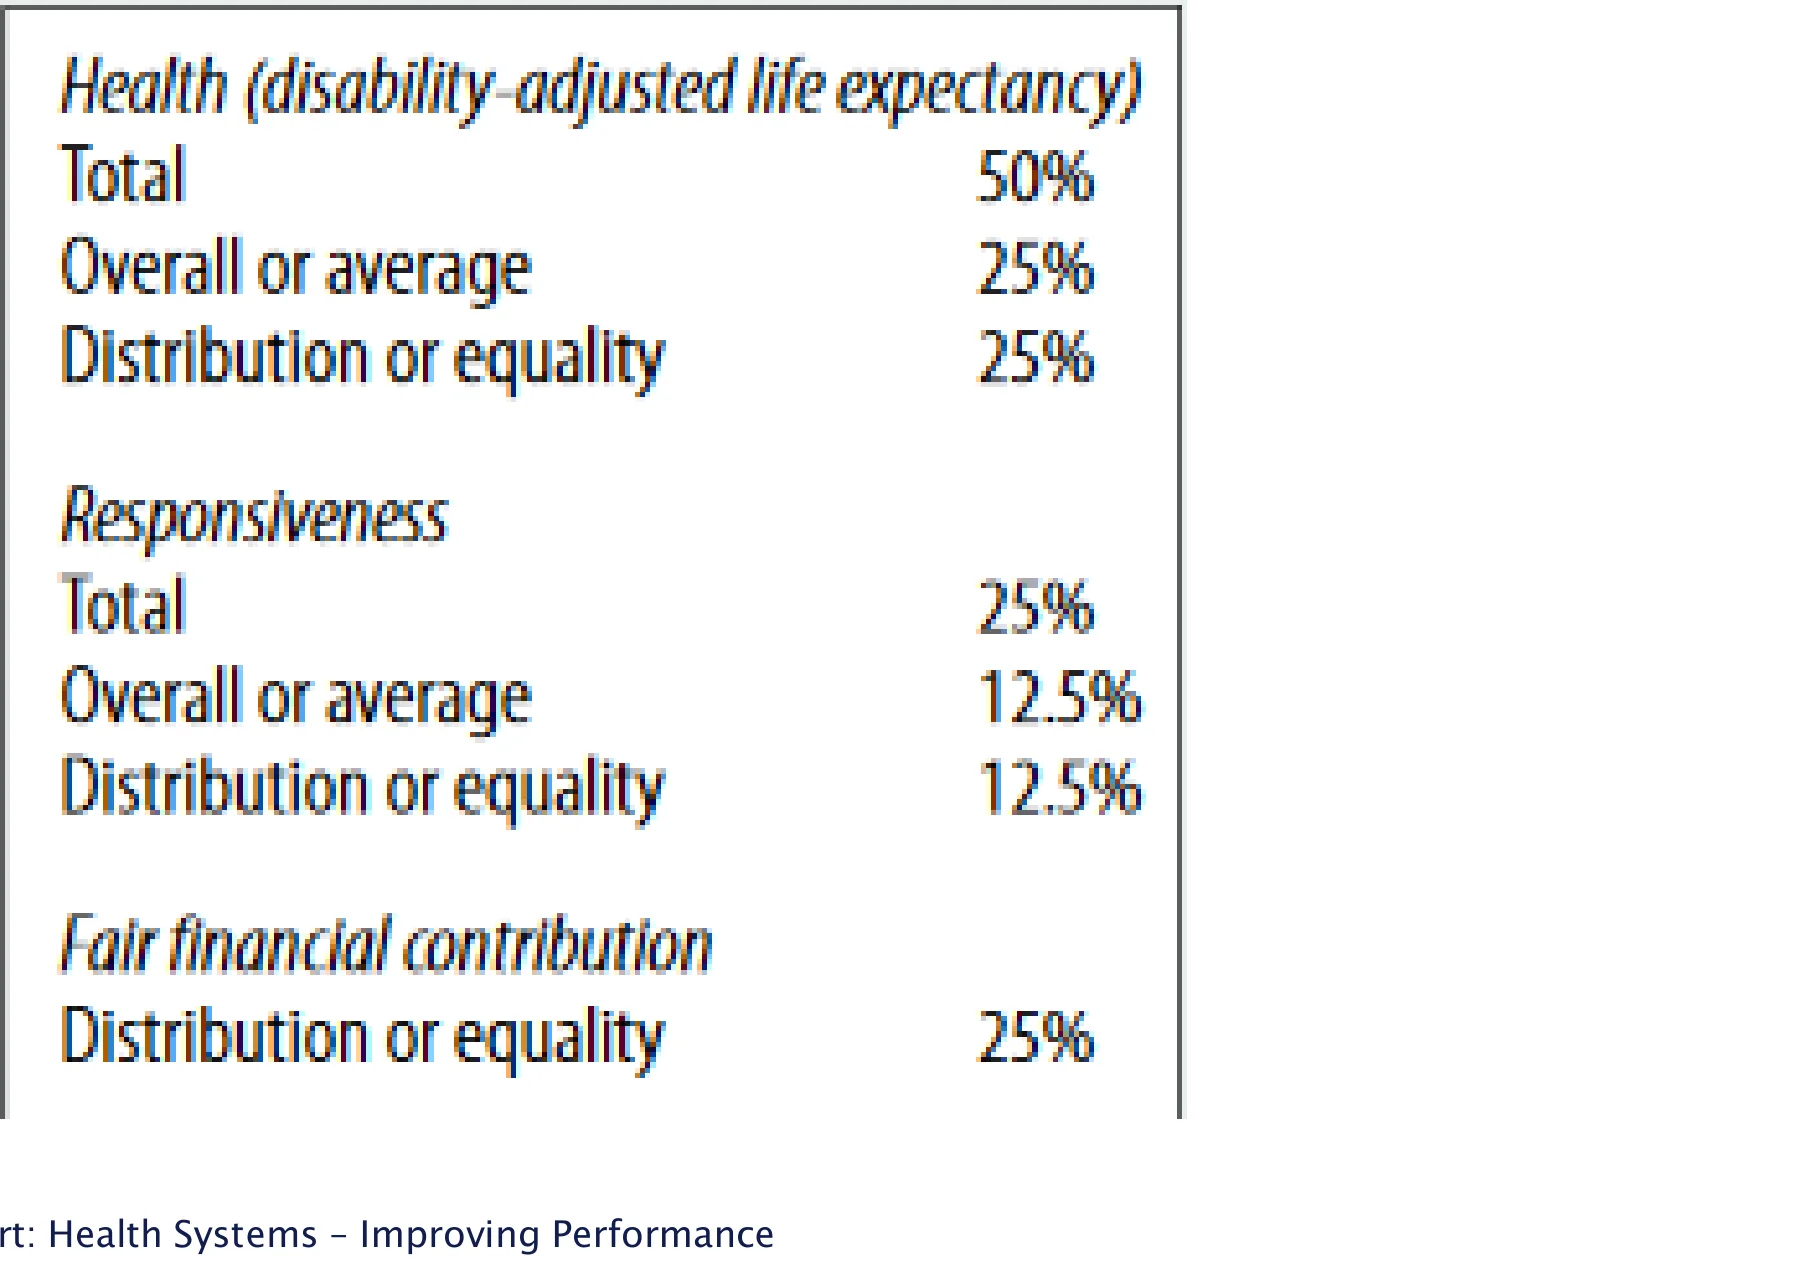 Health (disability-adjusted life expectancy)
Total 50%
Overall or average 25%
Distribution or equality 25%
Responsiveness
Total 25%
Overall or average 12.5%
Distribution or equality 12.5%
Fair financial contribution
Distribution or equality 25%
rt: Health Systems – Improving Performance